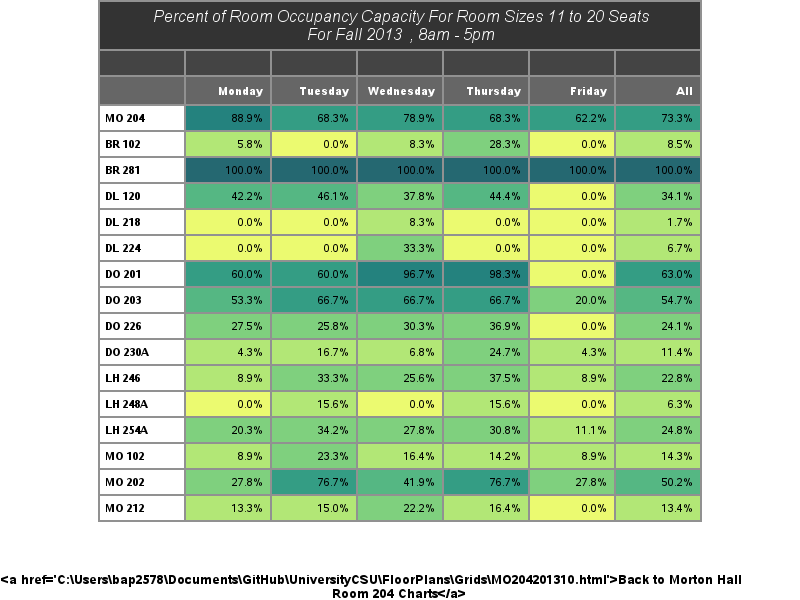 Percent of Room Occupancy Capacity For Room Sizes 11 to 20 Seats
For Fall 2013 , 8am - 5pm
Monday Tuesday Wednesday Thursday Friday All
MO 204 88.9% 68.3% 78.9% 68.3% 62.2% 73.3%
BR 102 5.8% 0.0% 8.3% 28.3% 0.0% 8.5%
BR 281 100.0% 100.0% 100.0% 100.0% 100.0% 100.0%
DL 120 42.2% 46.1% 37.8% 44.4% 0.0% 34.1%
DL 218 0.0% 0.0% 8.3% 0.0% 0.0% 1.7%
DL 224 0.0% 0.0% 33.3% 0.0% 0.0% 6.7%
DO 201 60.0% 60.0% 96.7% 98.3% 0.0% 63.0%
DO 203 53.3% 66.7% 66.7% 66.7% 20.0% 54.7%
DO 226 27.5% 25.8% 30.3% 36.9% 0.0% 24.1%
DO 230A 4.3% 16.7% 6.8% 24.7% 4.3% 11.4%
LH 246 8.9% 33.3% 25.6% 37.5% 8.9% 22.8%
LH 248A 0.0% 15.6% 0.0% 15.6% 0.0% 6.3%
LH 254A 20.3% 34.2% 27.8% 30.8% 11.1% 24.8%
MO 102 8.9% 23.3% 16.4% 14.2% 8.9% 14.3%
MO 202 27.8% 76.7% 41.9% 76.7% 27.8% 50.2%
MO 212 13.3% 15.0% 22.2% 16.4% 0.0% 13.4%
<a href='C:\Users\bap2578\Documents\GitHub\UniversityCSU\FloorPlans\Grids\MO204201310.html'>Back to Morton Hall
Room 204 Charts</a>